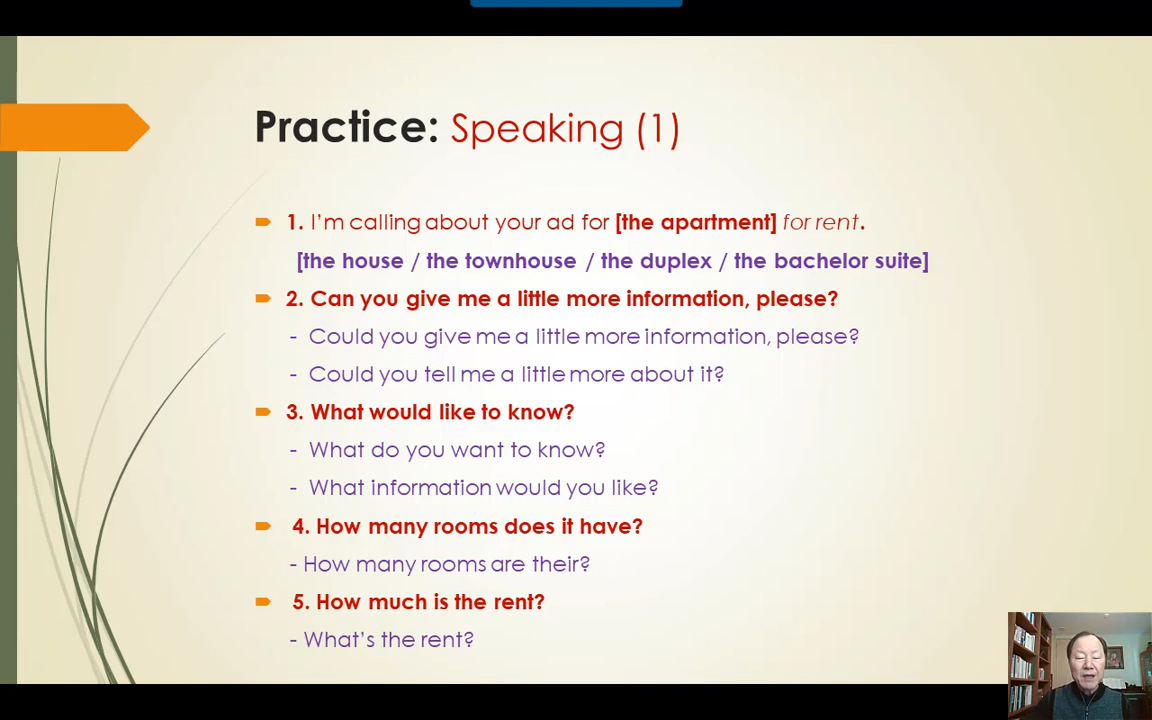 Practice: Speaking (1)
1. I'm calling about your ad for [the apartment] for rent.
[the house / the townhouse / the duplex / the bachelor suite]
2. Can you give me a little more information, please?
- Could you give me a little more information, please?
- Could you tell me a little more about it?
3. What would like to know?
- What do you want to know?
- What information would you like?
4. How many rooms does it have?
- How many rooms are their?
5. How much is the rent?
- What's the rent?